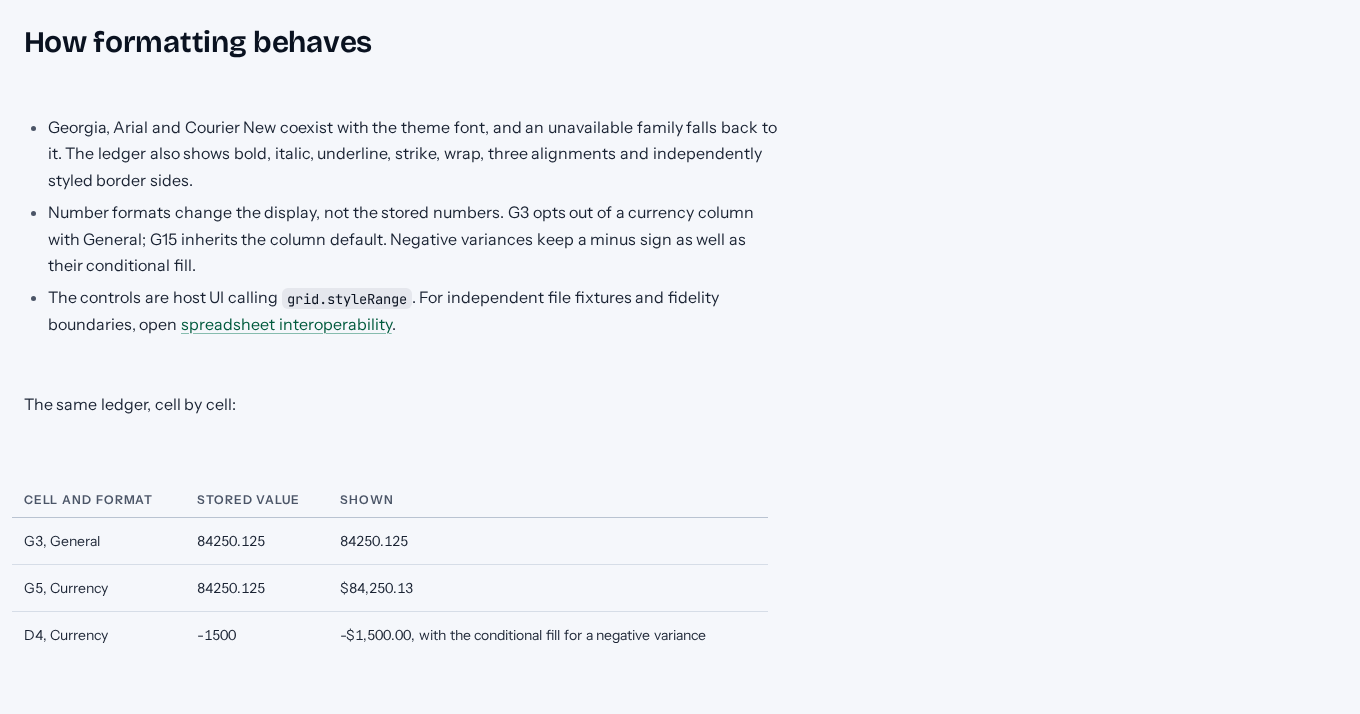 How formatting behaves
Georgia, Arial and Courier New coexist with the theme font, and an unavailable family falls back to
it. The ledger also shows bold, italic, underline, strike, wrap, three alignments and independently
styled border sides.
Number formats change the display, not the stored numbers. G3 opts out of a currency column
with General; G15 inherits the column default. Negative variances keep a minus sign as well as
their conditional fill.
The controls are host UI calling grid.styleRange. For independent file fixtures and fidelity
boundaries, open spreadsheet interoperability.
The same ledger, cell by cell:
CELL AND FORMAT STORED VALUE SHOWN
G3, General 84250.125 84250.125
G5, Currency 84250.125 $84,250.13
D4, Currency -1500 -$1,500.00, with the conditional fill for a negative variance